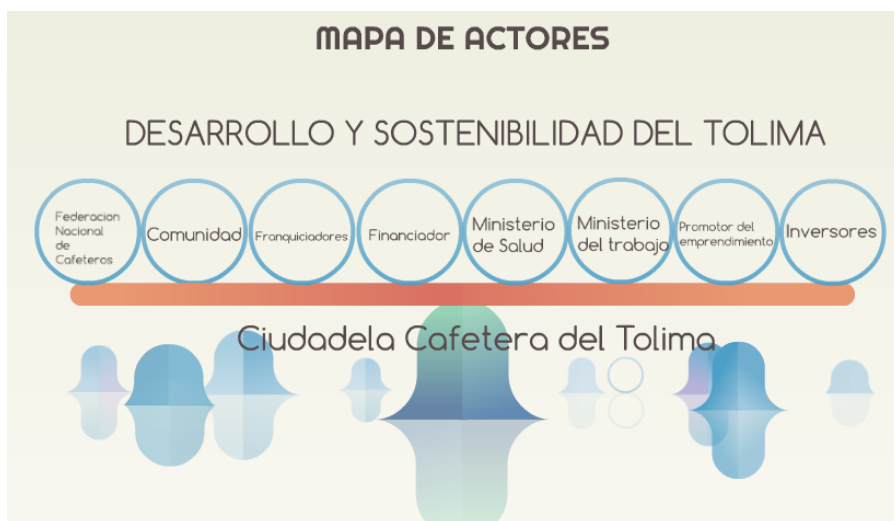 MAPA DE ACTORES
DESARROLLO Y SOSTENIBILIDAD DEL TOLIMA
Federacion
Nacional
de
Cafeteros
Comunidad
Franquiciadores
Financiador
Ministerio
de Salud
Ministerio
del trabajo
Promotor del
emprendimiento
Inversores
Ciudadela Cafetera del Tolima